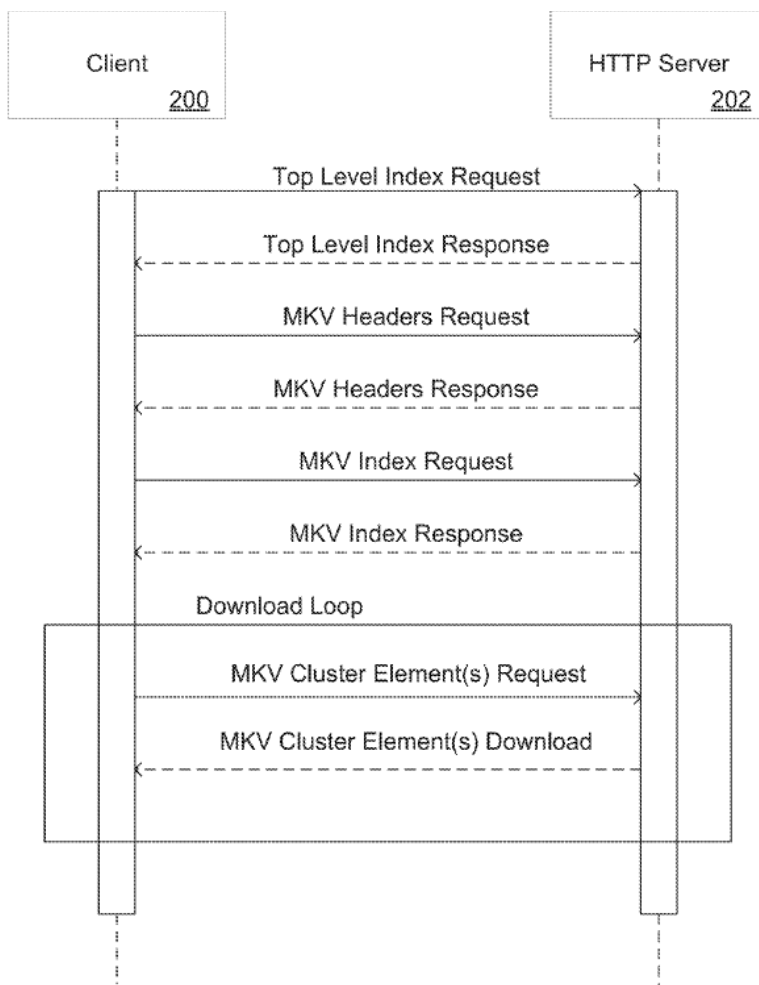 Client
200
HTTP Server
202
Top Level Index Request
Top Level Index Response
MKV Headers Request
MKV Headers Response
MKV Index Request
MKV Index Response
Download Loop
MKV Cluster Element(s) Request
MKV Cluster Element(s) Download